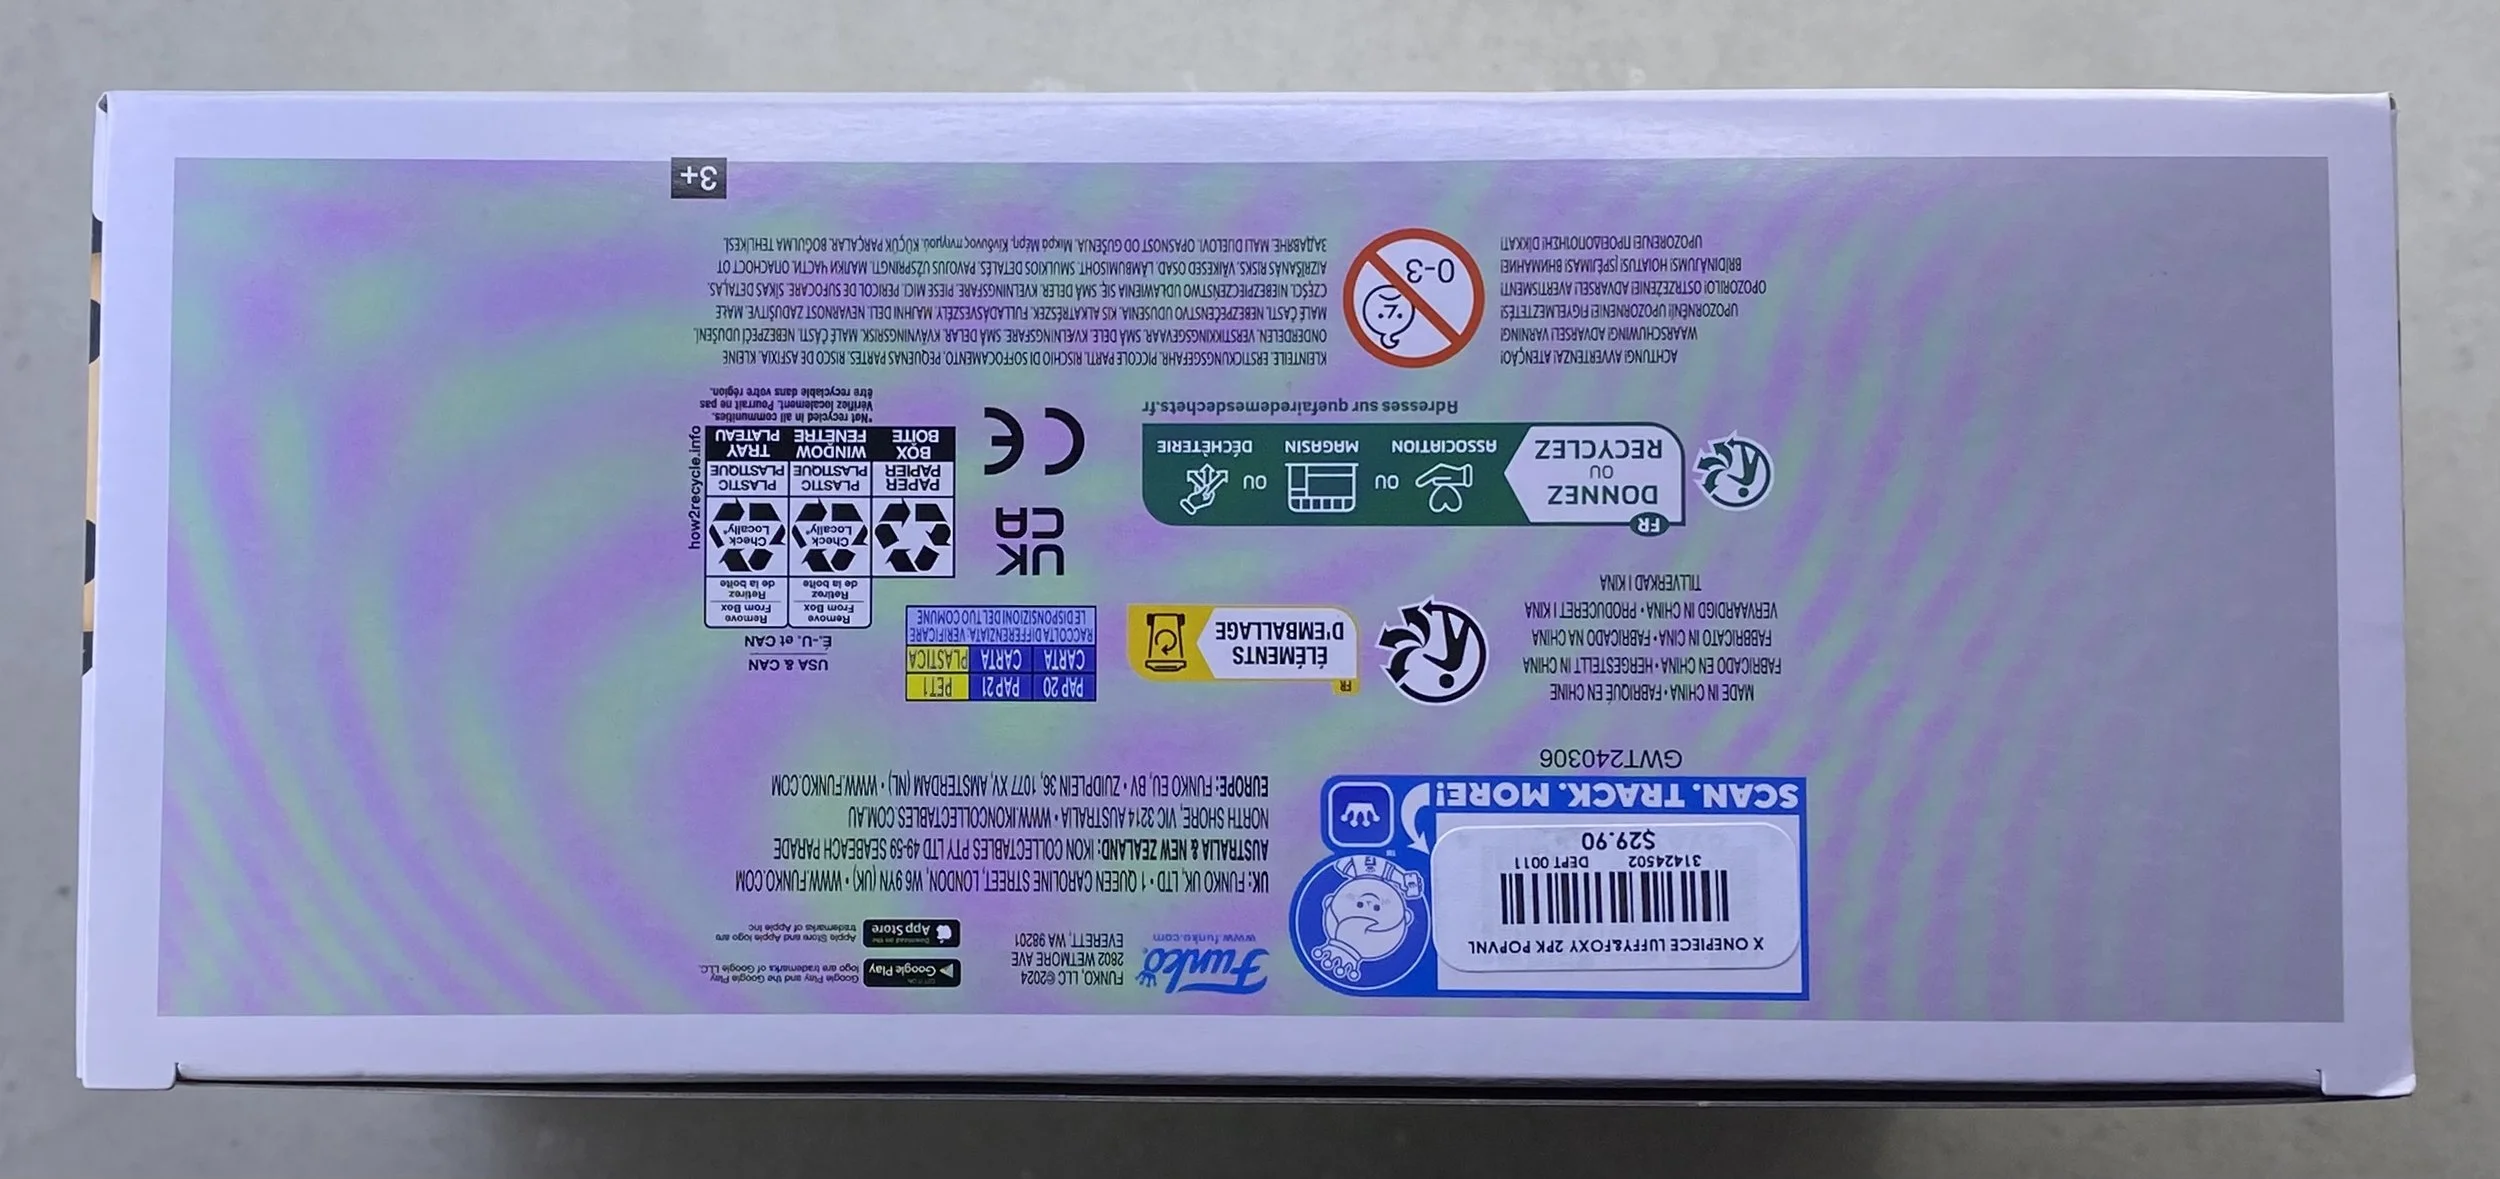 X ONEPIECE LUFFY&FOXY 2PK POPVNL
31424502 DEPT 0011
$29.90
SCAN. TRACK. MORE!
GWT240306
Funko
www.funko.com
FUNKO, LLC ©2024
2802 WETMORE AVE
EVERETT, WA 98201
GET IT ON
Google Play
Google Play and the Google Play
logo are trademarks of Google LLC.
Download on the
App Store
Apple Store and Apple logo are
trademarks of Apple Inc
UK: FUNKO UK, LTD • 1 QUEEN CAROLINE STREET, LONDON, W6 9YN (UK) • WWW.FUNKO.COM
AUSTRALIA & NEW ZEALAND: IKON COLLECTABLES PTY LTD 49-59 SEABEACH PARADE
NORTH SHORE, VIC 3214 AUSTRALIA • WWW.IKONCOLLECTABLES.COM.AU
EUROPE: FUNKO EU, BV • ZUIDPLEIN 36, 1077 XV, AMSTERDAM (NL) • WWW.FUNKO.COM
MADE IN CHINA • FABRIQUÉ EN CHINE
FABRICADO EN CHINA • HERGESTELLT IN CHINA
FABBRICATO IN CINA • FABRICADO NA CHINA
VERVAARDIGD IN CHINA • PRODUCERET I KINA
TILLVERKAD I KINA
FR
ÉLÉMENTS
D'EMBALLAGE
PAP 20 PAP21 PET1
CARTA CARTA PLASTICA
RACCOLTA DIFFERENZIATA. VERIFICARE
LE DISPOSIZIONI DEL TUO COMUNE
USA & CAN
É.-U. et CAN
Remove
From Box
Retirez
de la boîte
Remove
From Box
Retirez
de la boîte
Check
Locally*
Check
Locally*
PAPER
PAPIER
PLASTIC
PLASTIQUE
PLASTIC
PLASTIQUE
BOX
BOÎTE
WINDOW
FENÊTRE
TRAY
PLATEAU
how2recycle.info
*Not recycled in all communities.
Vérifiez localement. Pourrait ne pas
être recyclable dans votre région.
UK
CA
CE
FR
DONNEZ
OU
RECYCLEZ
ASSOCIATION
OU
MAGASIN
OU
DÉCHÈTERIE
Adresses sur quefairedemesdechets.fr
ACHTUNG! AVVERTENZA! ATENÇÃO!
WAARSCHUWING! ADVARSEL! VARNING!
UPOZORNĚNÍ! UPOZORNENIE! FIGYELMEZTETÉS!
OPOZORILO! OSTRZEŻENIE! ADVARSEL! AVERTISMENT!
BRĪDINĀJUMS! HOIATUS! ĮSPĖJIMAS! ВНИМАНИЕ!
UPOZORENJE! ΠΡΟΕΙΔΟΠΟΙΗΣΗ! DİKKAT!
0-3
KLEINTEILE. ERSTICKUNGSGEFAHR. PICCOLE PARTI. RISCHIO DI SOFFOCAMENTO. PEQUENAS PARTES. RISCO DE ASFIXIA. KLEINE
ONDERDELEN. VERSTIKKINGSGEVAAR. SMÅ DELE. KVELNINGSFARE. SMÅ DELAR. KVÄVNINGSRISK. MALÉ ČÁSTI. NEBEZPEČÍ UDUŠENÍ.
MALÉ ČASTI. NEBEZPEČENSTVO UDUSENIA. KIS ALKATRÉSZEK. FULLADÁSVESZÉLY. MAJHNI DELI. NEVARNOST ZADUŠITVE. MAŁE
CZĘŚCI. NIEBEZPIECZEŃSTWO UDŁAWIENIA SIĘ. SMÅ DELER. KVELNINGSFARE. PIESE MICI. PERICOL DE SUFOCARE. SĪKAS DETAĻAS.
AIZRĪŠANĀS RISKS. VÄIKESED OSAD. LÄMBUMISOHT. SMULKIOS DETALĖS. PAVOJUS UŽSPRINGTI. МАЛКИ ЧАСТИ. ОПАСНОСТ ОТ
ЗАДАВЯНЕ. MALI DIJELOVI. OPASNOST OD GUŠENJA. Μικρα Μέρη. Κίνδυνος πνιγμού. KÜÇÜK PARÇALAR. BOĞULMA TEHLİKESİ.
3+